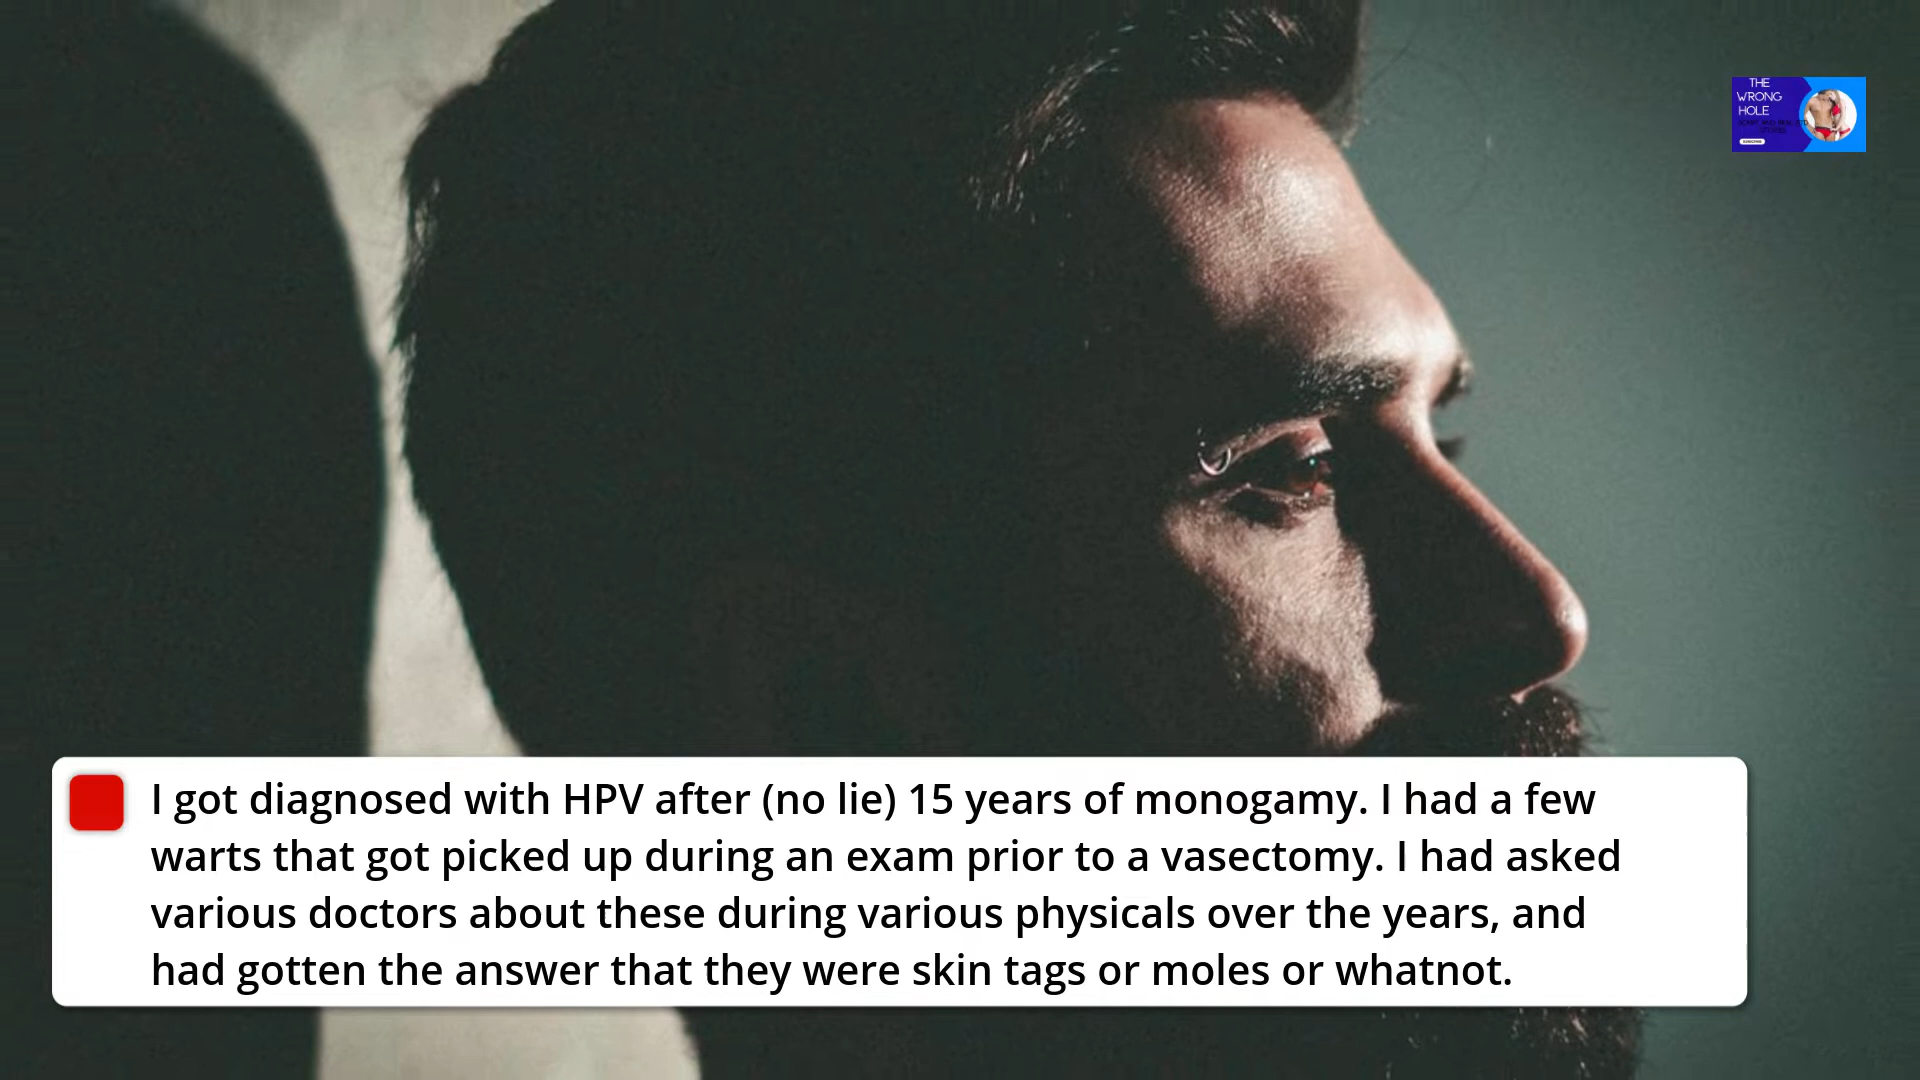 THE
WRONG
HOLE
I got diagnosed with HPV after (no lie) 15 years of monogamy. I had a few
warts that got picked up during an exam prior to a vasectomy. I had asked
various doctors about these during various physicals over the years, and
had gotten the answer that they were skin tags or moles or whatnot.